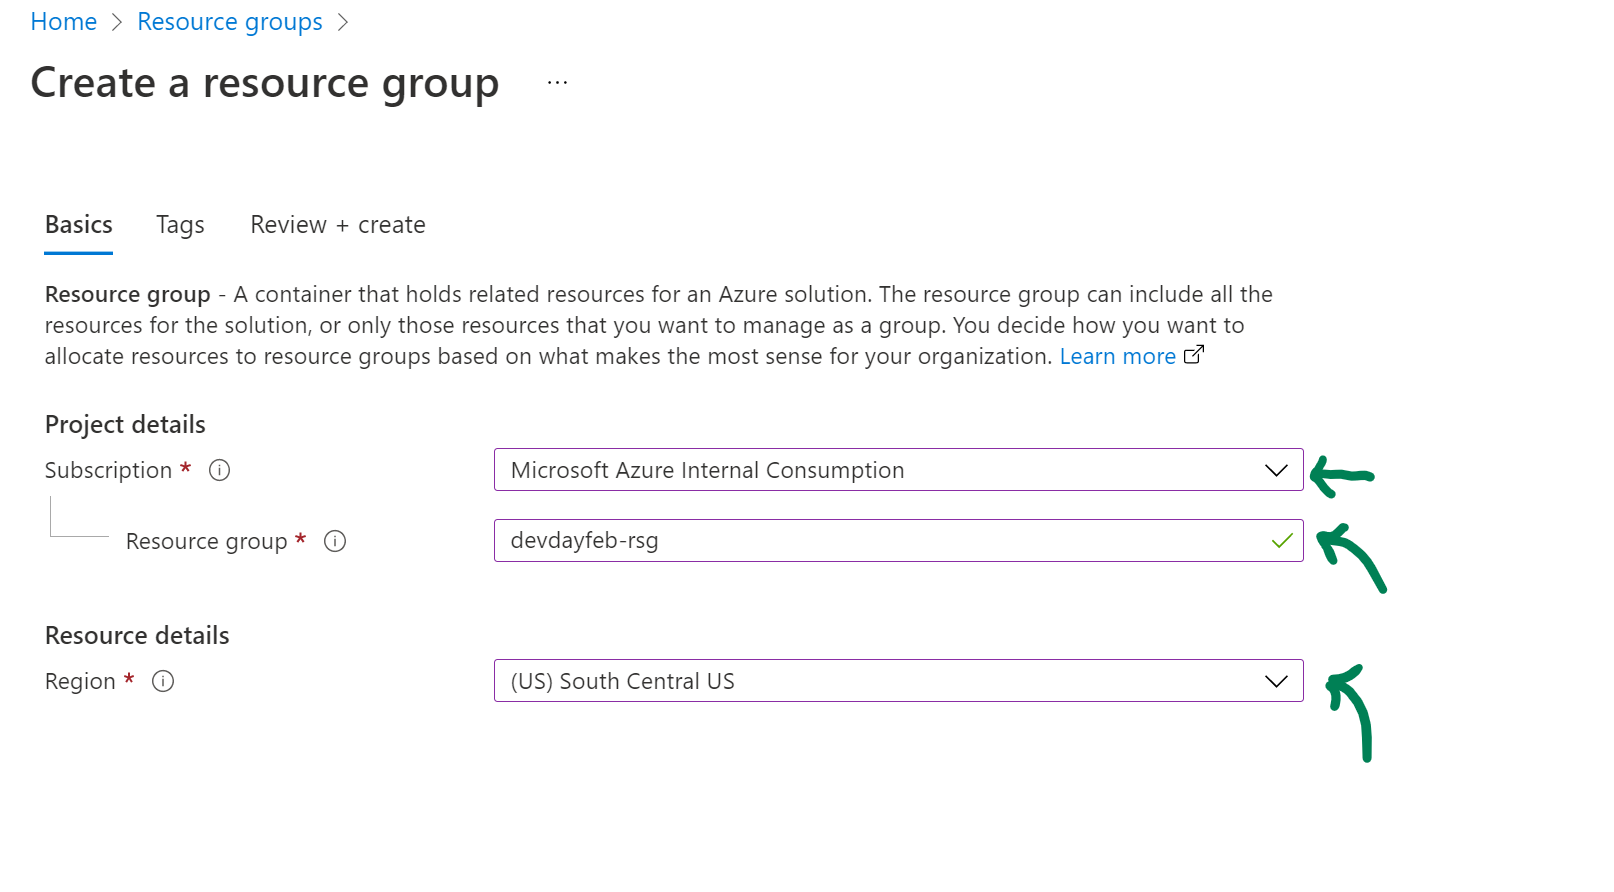 Home > Resource groups >
Create a resource group ...
Basics Tags Review + create
Resource group - A container that holds related resources for an Azure solution. The resource group can include all the
resources for the solution, or only those resources that you want to manage as a group. You decide how you want to
allocate resources to resource groups based on what makes the most sense for your organization. Learn more
Project details
Subscription * Microsoft Azure Internal Consumption
Resource group * devdayfeb-rsg
Resource details
Region * (US) South Central US